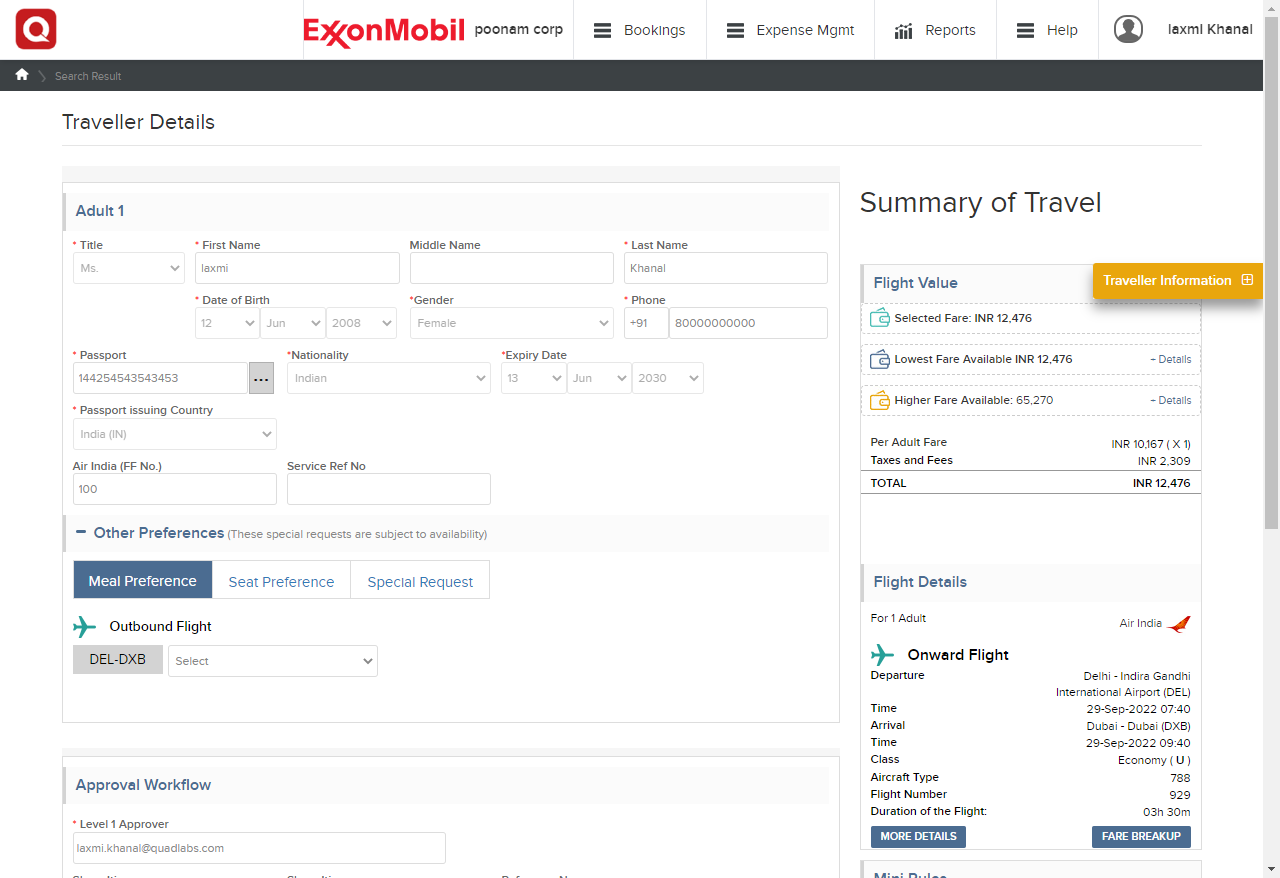 Q
ExxonMobil poonam corp Bookings Expense Mgmt Reports Help laxmi Khanal
Search Result
Traveller Details
Adult 1
* Title * First Name Middle Name * Last Name
Ms. laxmi Khanal
* Date of Birth *Gender * Phone
12 Jun 2008 Female +91 80000000000
* Passport *Nationality *Expiry Date
144254543543453 ... Indian 13 Jun 2030
* Passport issuing Country
India (IN)
Air India (FF No.) Service Ref No
100
− Other Preferences (These special requests are subject to availability)
Meal Preference Seat Preference Special Request
Outbound Flight
DEL-DXB Select
Approval Workflow
* Level 1 Approver
laxmi.khanal@quadlabs.com
Summary of Travel
Flight Value
Traveller Information
Selected Fare: INR 12,476
Lowest Fare Available INR 12,476 - Details
Higher Fare Available: 65,270 - Details
Per Adult Fare INR 10,167 ( X 1)
Taxes and Fees INR 2,309
TOTAL INR 12,476
Flight Details
For 1 Adult Air India
Onward Flight
Departure Delhi - Indira Gandhi
International Airport (DEL)
Time 29-Sep-2022 07:40
Arrival Dubai - Dubai (DXB)
Time 29-Sep-2022 09:40
Class Economy ( U )
Aircraft Type 788
Flight Number 929
Duration of the Flight: 03h 30m
MORE DETAILS FARE BREAKUP
Mini Rules